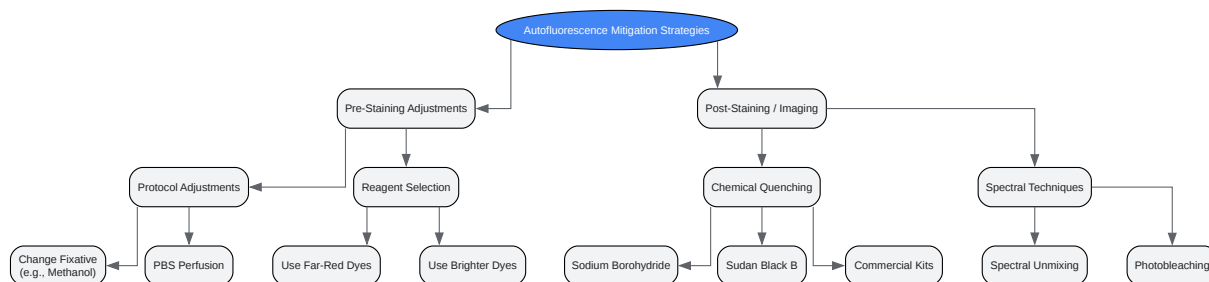 Autofluorescence Mitigation Strategies
Pre-Staining Adjustments
Post-Staining / Imaging
Protocol Adjustments
Reagent Selection
Chemical Quenching
Spectral Techniques
Change Fixative
(e.g., Methanol)
PBS Perfusion
Use Far-Red Dyes
Use Brighter Dyes
Sodium Borohydride
Sudan Black B
Commercial Kits
Spectral Unmixing
Photobleaching